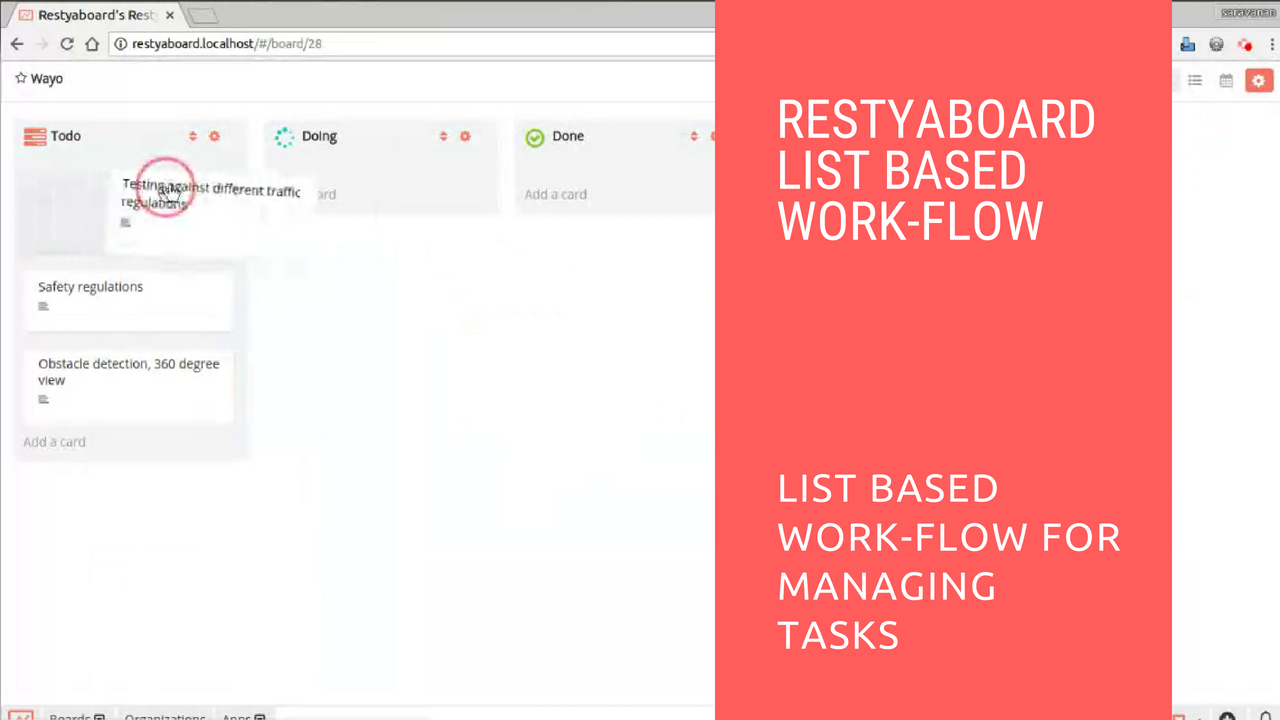 Restyaboard's Rest
saravanan
restyaboard.localhost/#/board/28
Wayo
Todo
Doing
Done
Testing against different traffic
regulations
ard
Add a card
Safety regulations
Obstacle detection, 360 degree
view
Add a card
RESTYABOARD
LIST BASED
WORK-FLOW
LIST BASED
WORK-FLOW FOR
MANAGING
TASKS
Boards
Organizations
Apps